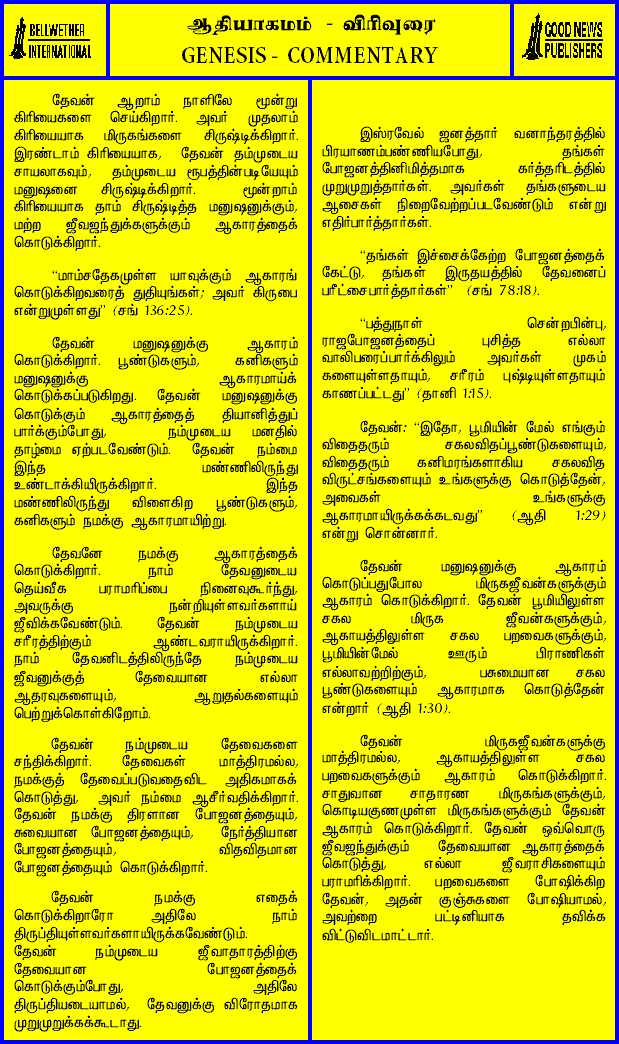 BELLWETHER
INTERNATIONAL
ஆதியாகமம் - விரிவுரை
GENESIS - COMMENTARY
GOOD NEWS
PUBLISHERS
தேவன் ஆறாம் நாளிலே மூன்று
கிரியைகளை செய்கிறார். அவர் முதலாம்
கிரியையாக மிருகங்களை சிருஷ்டிக்கிறார்.
இரண்டாம் கிரியையாக, தேவன் தம்முடைய
சாயலாகவும், தம்முடைய ரூபத்தின்படியேயும்
மனுஷனை சிருஷ்டிக்கிறார். மூன்றாம்
கிரியையாக தாம் சிருஷ்டித்த மனுஷனுக்கும்,
மற்ற ஜீவஜந்துக்களுக்கும் ஆகாரத்தைக்
கொடுக்கிறார்.
“மாம்சதேகமுள்ள யாவுக்கும் ஆகாரங்
கொடுக்கிறவரைத் துதியுங்கள்; அவர் கிருபை
என்றுமுள்ளது” (சங் 136:25).
தேவன் மனுஷனுக்கு ஆகாரம்
கொடுக்கிறார். பூண்டுகளும், கனிகளும்
மனுஷனுக்கு ஆகாரமாய்க்
கொடுக்கப்படுகிறது. தேவன் மனுஷனுக்கு
கொடுக்கும் ஆகாரத்தைத் தியானித்துப்
பார்க்கும்போது, நம்முடைய மனதில்
தாழ்மை ஏற்படவேண்டும். தேவன் நம்மை
இந்த மண்ணிலிருந்து
உண்டாக்கியிருக்கிறார். இந்த
மண்ணிலிருந்து விளைகிற பூண்டுகளும்,
கனிகளும் நமக்கு ஆகாரமாயிற்று.
தேவனே நமக்கு ஆகாரத்தைக்
கொடுக்கிறார். நாம் தேவனுடைய
தெய்வீக பராமரிப்பை நினைவுகூர்ந்து,
அவருக்கு நன்றியுள்ளவர்களாய்
ஜீவிக்கவேண்டும். தேவன் நம்முடைய
சரீரத்திற்கும் ஆண்டவராயிருக்கிறார்.
நாம் தேவனிடத்திலிருந்தே நம்முடைய
ஜீவனுக்குத் தேவையான எல்லா
ஆதரவுகளையும், ஆறுதல்களையும்
பெற்றுக்கொள்கிறோம்.
தேவன் நம்முடைய தேவைகளை
சந்திக்கிறார். தேவைகள் மாத்திரமல்ல,
நமக்குத் தேவைப்படுவதைவிட அதிகமாகக்
கொடுத்து, அவர் நம்மை ஆசீர்வதிக்கிறார்.
தேவன் நமக்கு திரளான போஜனத்தையும்,
சுவையான போஜனத்தையும், நேர்த்தியான
போஜனத்தையும், விதவிதமான
போஜனத்தையும் கொடுக்கிறார்.
தேவன் நமக்கு எதைக்
கொடுக்கிறாரோ அதிலே நாம்
திருப்தியுள்ளவர்களாயிருக்கவேண்டும்.
தேவன் நம்முடைய ஜீவாதாரத்திற்கு
தேவையான போஜனத்தைக்
கொடுக்கும்போது, அதிலே
திருப்தியடையாமல், தேவனுக்கு விரோதமாக
முறுமுறுக்கக்கூடாது.
இஸ்ரவேல் ஜனத்தார் வனாந்தரத்தில்
பிரயாணம்பண்ணியபோது, தங்கள்
போஜனத்தினிமித்தமாக கர்த்தரிடத்தில்
முறுமுறுத்தார்கள். அவர்கள் தங்களுடைய
ஆசைகள் நிறைவேற்றப்படவேண்டும் என்று
எதிர்பார்த்தார்கள்.
“தங்கள் இச்சைக்கேற்ற போஜனத்தைக்
கேட்டு, தங்கள் இருதயத்தில் தேவனைப்
பரீட்சைபார்த்தார்கள்” (சங் 78:18).
“பத்துநாள் சென்றபின்பு,
ராஜபோஜனத்தைப் புசித்த எல்லா
வாலிபரைப்பார்க்கிலும் அவர்கள் முகம்
களையுள்ளதாயும், சரீரம் புஷ்டியுள்ளதாயும்
காணப்பட்டது” (தானி 1:15).
தேவன்: “இதோ, பூமியின் மேல் எங்கும்
விதைதரும் சகலவிதப்பூண்டுகளையும்,
விதைதரும் கனிமரங்களாகிய சகலவித
விருட்சங்களையும் உங்களுக்கு கொடுத்தேன்,
அவைகள் உங்களுக்கு
ஆகாரமாயிருக்கக்கடவது” (ஆதி 1:29)
என்று சொன்னார்.
தேவன் மனுஷனுக்கு ஆகாரம்
கொடுப்பதுபோல மிருகஜீவன்களுக்கும்
ஆகாரம் கொடுக்கிறார். தேவன் பூமியிலுள்ள
சகல மிருக ஜீவன்களுக்கும்,
ஆகாயத்திலுள்ள சகல பறவைகளுக்கும்,
பூமியின்மேல் ஊரும் பிராணிகள்
எல்லாவற்றிற்கும், பசுமையான சகல
பூண்டுகளையும் ஆகாரமாக கொடுத்தேன்
என்றார் (ஆதி 1:30).
தேவன் மிருகஜீவன்களுக்கு
மாத்திரமல்ல, ஆகாயத்திலுள்ள சகல
பறவைகளுக்கும் ஆகாரம் கொடுக்கிறார்.
சாதுவான சாதாரண மிருகங்களுக்கும்,
கொடியகுணமுள்ள மிருகங்களுக்கும் தேவன்
ஆகாரம் கொடுக்கிறார். தேவன் ஒவ்வொரு
ஜீவஜந்துக்கும் தேவையான ஆகாரத்தைக்
கொடுத்து, எல்லா ஜீவராசிகளையும்
பராமரிக்கிறார். பறவைகளை போஷிக்கிற
தேவன், அதன் குஞ்சுகளை போஷியாமல்,
அவற்றை பட்டினியாக தவிக்க
விட்டுவிடமாட்டார்.